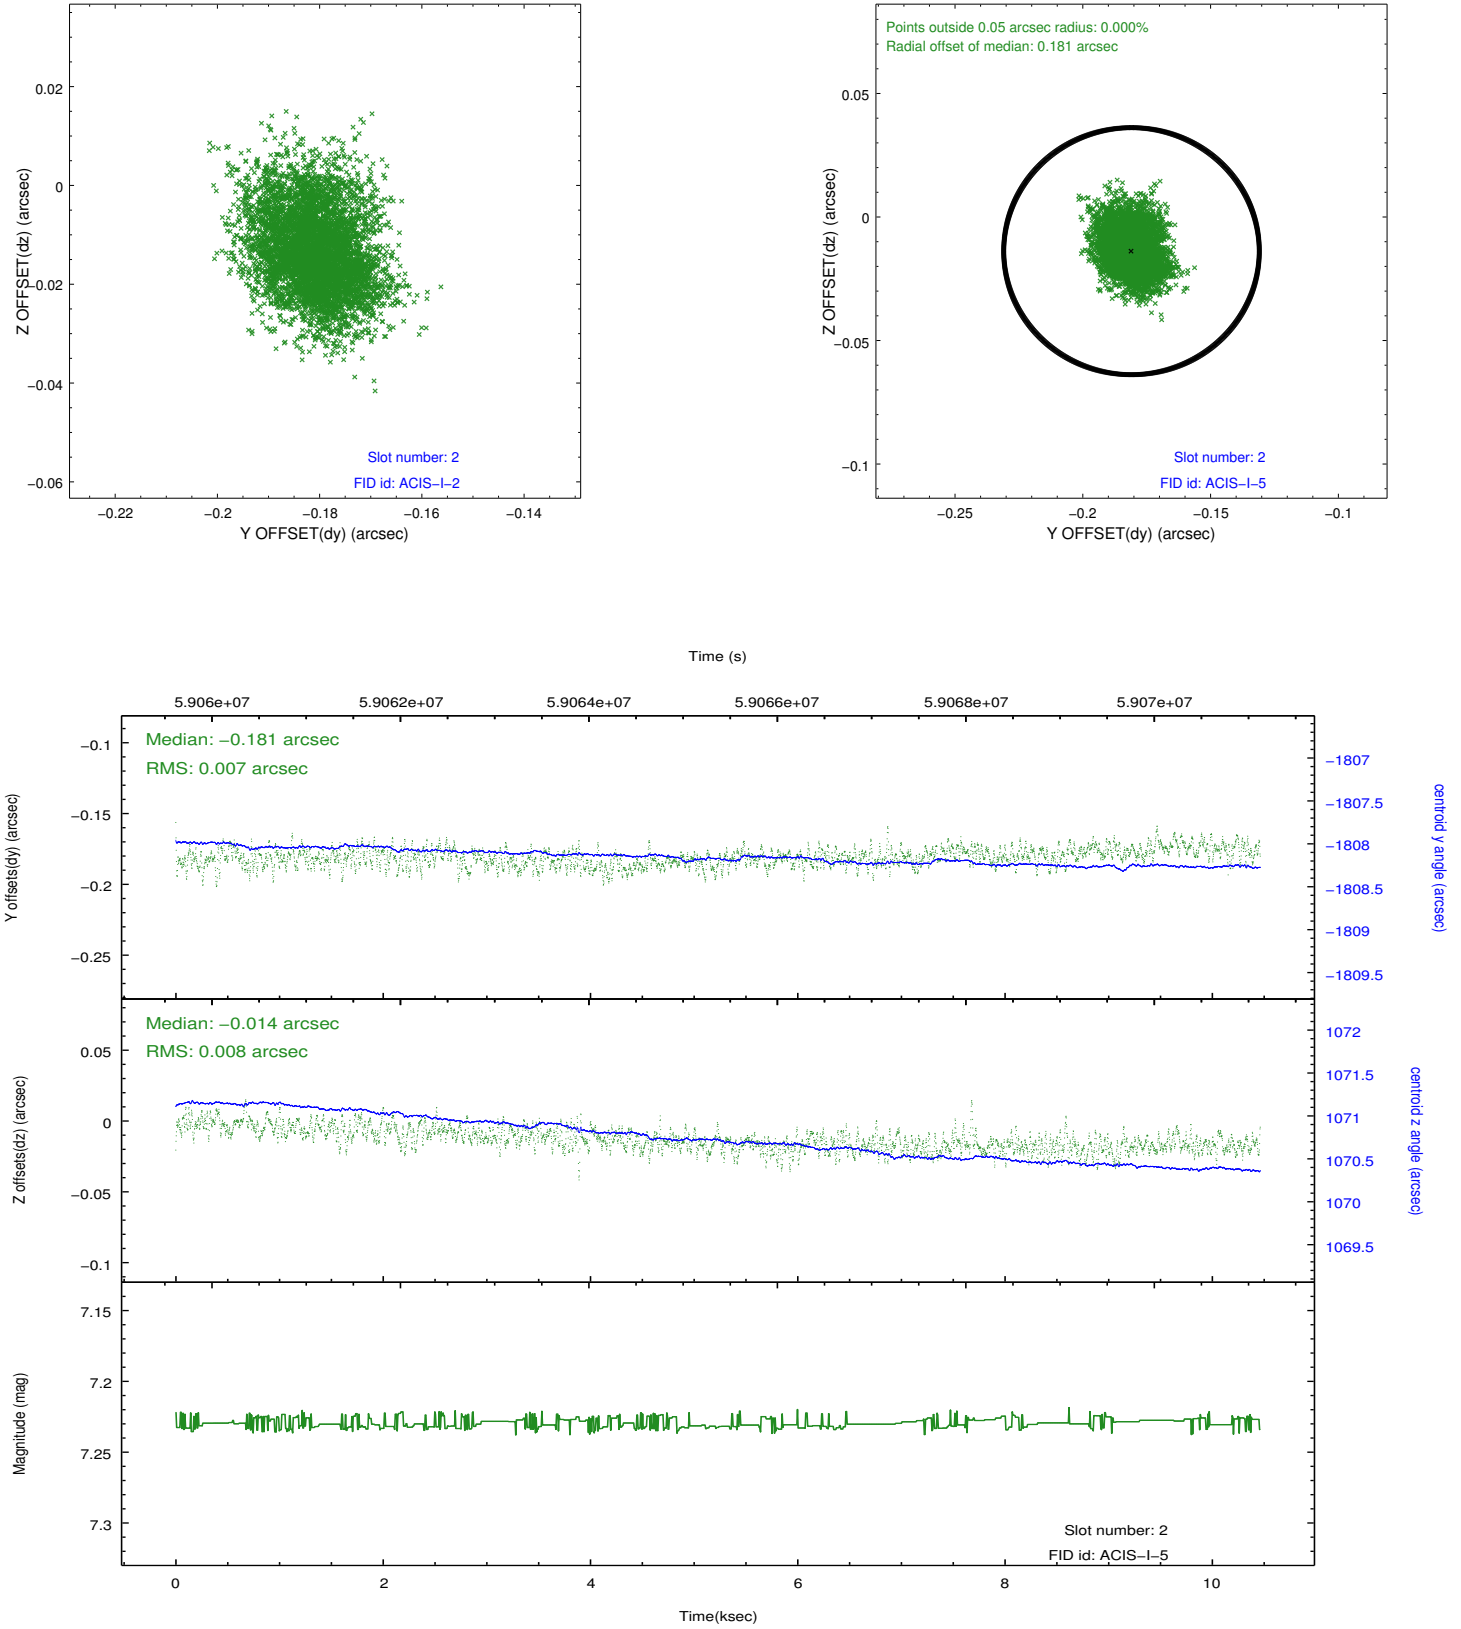 0.02
0
−0.02
−0.04
−0.06
Z OFFSET(dz) (arcsec)
Slot number: 2
FID id: ACIS−I−2
−0.22
−0.2
−0.18
−0.16
−0.14
Y OFFSET(dy) (arcsec)
Points outside 0.05 arcsec radius: 0.000%
Radial offset of median: 0.181 arcsec
0.05
0
−0.05
−0.1
Z OFFSET(dz) (arcsec)
Slot number: 2
FID id: ACIS−I−5
−0.25
−0.2
−0.15
−0.1
Y OFFSET(dy) (arcsec)
Time (s)
5.906e+07
5.9062e+07
5.9064e+07
5.9066e+07
5.9068e+07
5.907e+07
Median: −0.181 arcsec
RMS: 0.007 arcsec
−0.1
−0.15
−0.2
−0.25
Y offsets(dy) (arcsec)
−1807
−1807.5
−1808
−1808.5
−1809
−1809.5
centroid y angle (arcsec)
Median: −0.014 arcsec
RMS: 0.008 arcsec
0.05
0
−0.05
−0.1
Z offsets(dz) (arcsec)
1072
1071.5
1071
1070.5
1070
1069.5
centroid z angle (arcsec)
7.15
7.2
7.25
7.3
Magnitude (mag)
Slot number: 2
FID id: ACIS−I−5
0
2
4
6
8
10
Time(ksec)